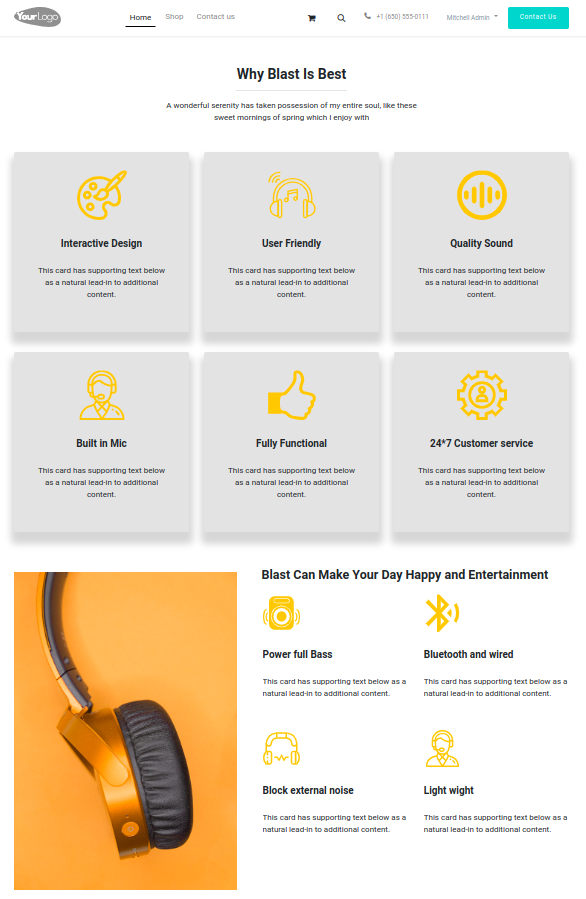 YourLogo
Home
Shop
Contact us
+1 (650) 555-0111
Mitchell Admin
Contact Us
Why Blast Is Best
A wonderful serenity has taken possession of my entire soul, like these
sweet mornings of spring which I enjoy with
Interactive Design
This card has supporting text below
as a natural lead-in to additional
content.
User Friendly
This card has supporting text below
as a natural lead-in to additional
content.
Quality Sound
This card has supporting text below
as a natural lead-in to additional
content.
Built in Mic
This card has supporting text below
as a natural lead-in to additional
content.
Fully Functional
This card has supporting text below
as a natural lead-in to additional
content.
24*7 Customer service
This card has supporting text below
as a natural lead-in to additional
content.
Blast Can Make Your Day Happy and Entertainment
Power full Bass
This card has supporting text below as a
natural lead-in to additional content.
Bluetooth and wired
This card has supporting text below as a
natural lead-in to additional content.
Block external noise
This card has supporting text below as a
natural lead-in to additional content.
Light wight
This card has supporting text below as a
natural lead-in to additional content.